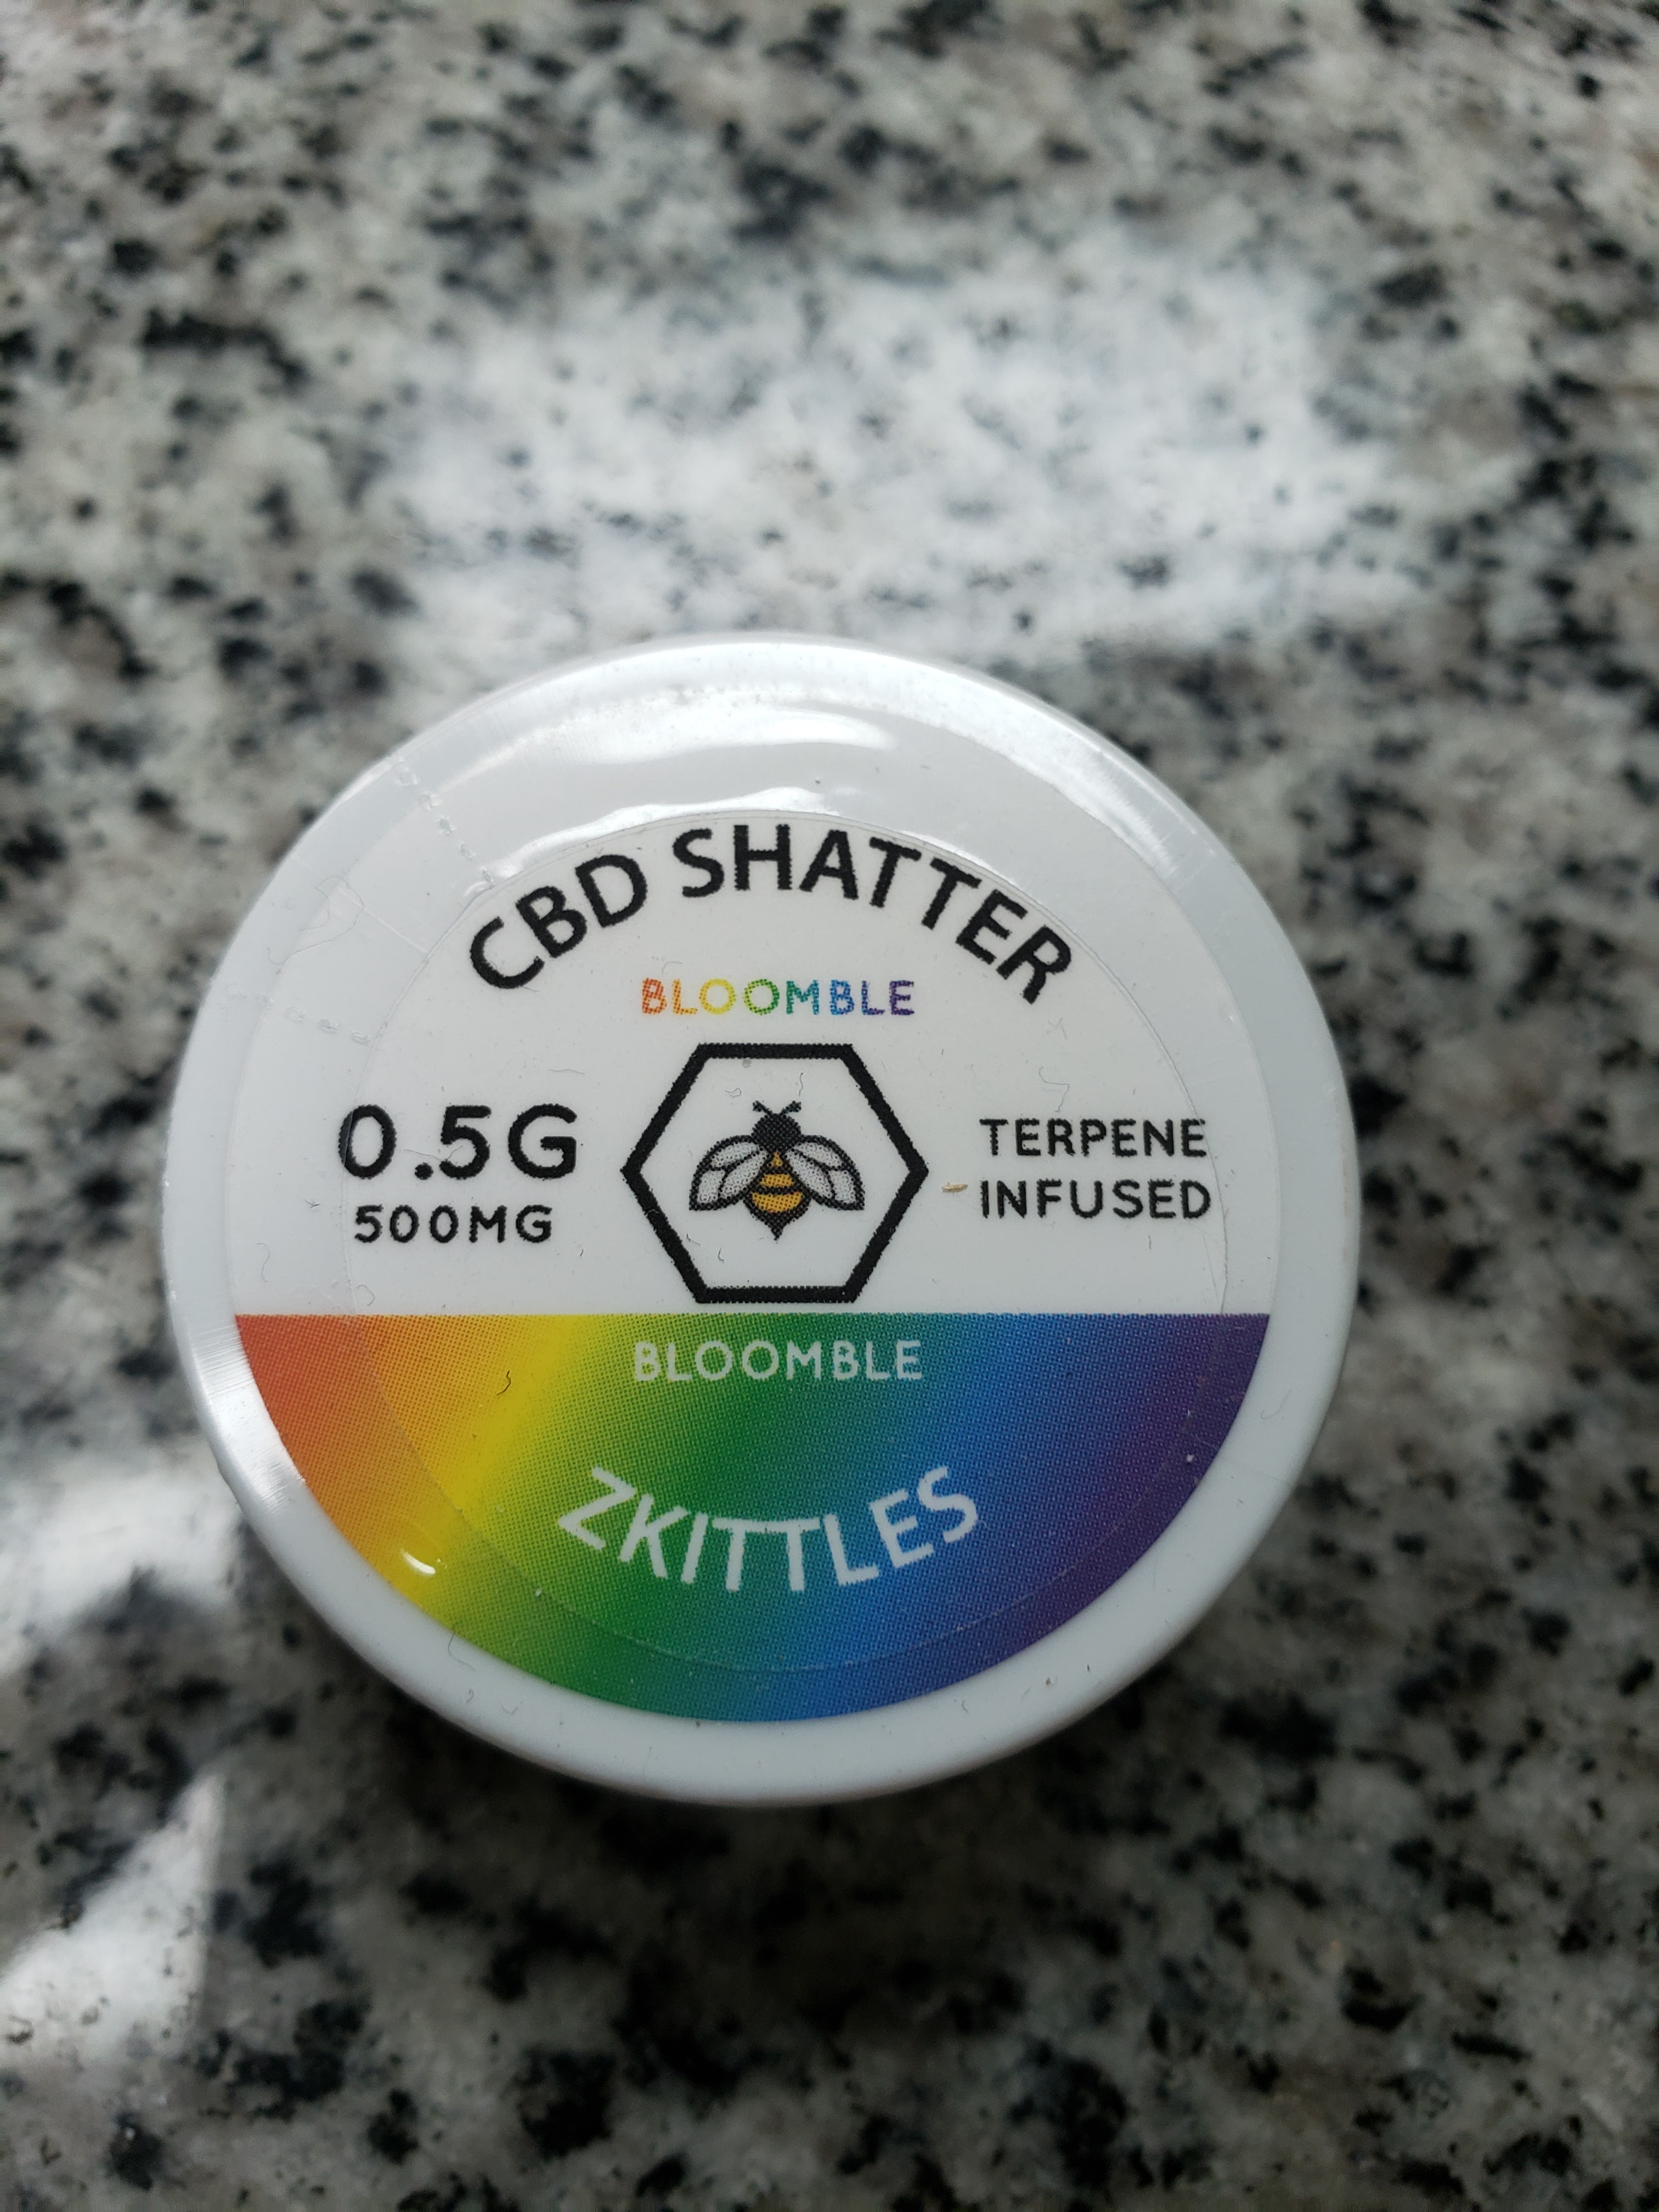 CBD SHATTER
BLOOMBLE
0.5G
500MG
TERPENE
INFUSED
BLOOMBLE
ZKITTLES